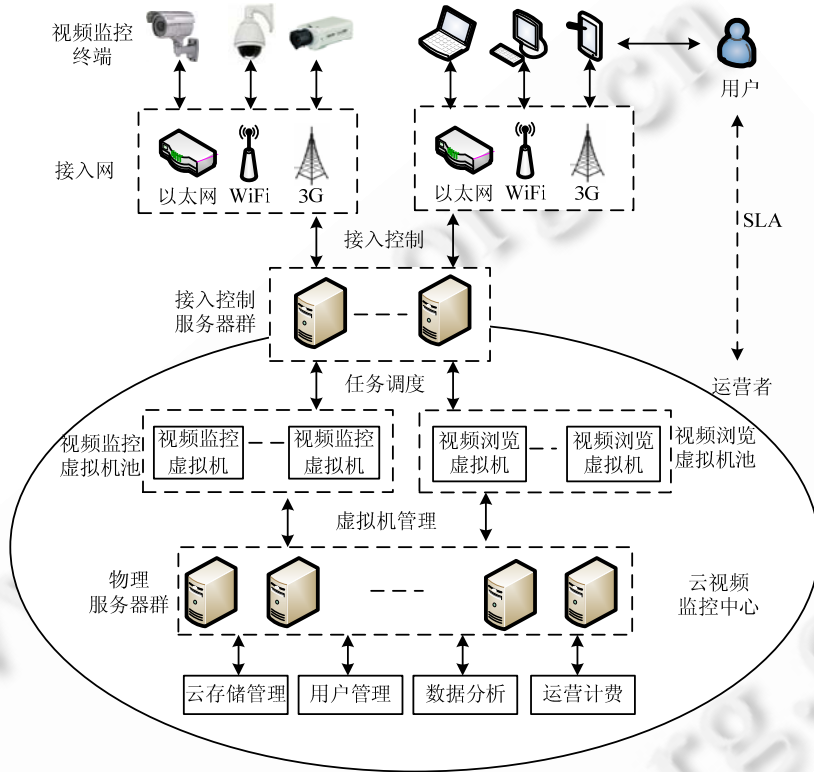 视频监控
终端
用户
接入网
以太网 WiFi 3G
以太网 WiFi 3G
SLA
接入控制
接入控制
服务器群
任务调度
运营者
视频监控
虚拟机池
视频监控
虚拟机
视频监控
虚拟机
视频浏览
虚拟机
视频浏览
虚拟机
视频浏览
虚拟机池
虚拟机管理
物理
服务器群
云视频
监控中心
云存储管理
用户管理
数据分析
运营计费